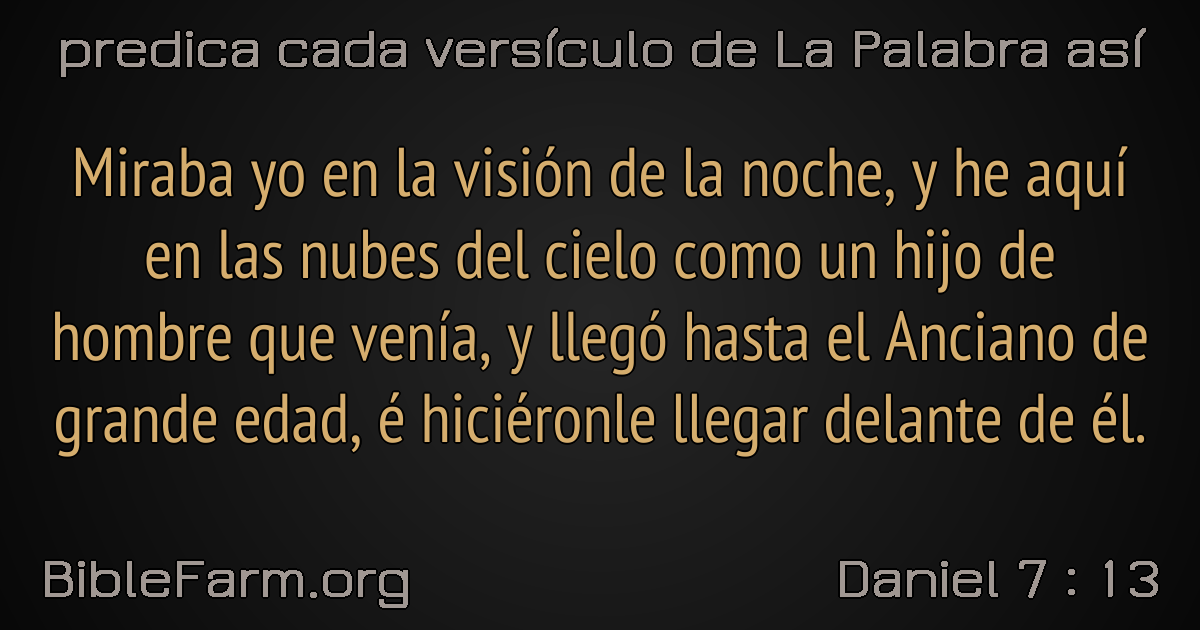 predica cada versículo de La Palabra así
Miraba yo en la visión de la noche, y he aquí
en las nubes del cielo como un hijo de
hombre que venía, y llegó hasta el Anciano de
grande edad, é hiciéronle llegar delante de él.
BibleFarm.org
Daniel 7 : 13